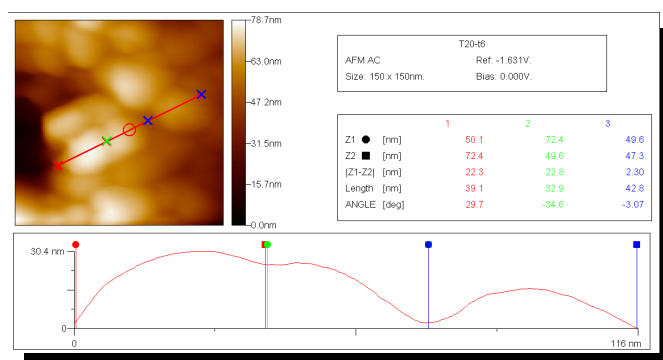 78.7nm
63.0nm
47.2nm
31.5nm
15.7nm
0.0nm
T20-t6
AFM AC Ref: -1.631V.
Size: 150 x 150nm. Bias: 0.000V.
1 2 3
Z1 [nm] 50.1 72.4 49.6
Z2 [nm] 72.4 49.6 47.3
|Z1-Z2| [nm] 22.3 22.8 2.30
Length [nm] 39.1 32.9 42.8
ANGLE [deg] 29.7 -34.6 -3.07
30.4 nm
0
0 116 nm